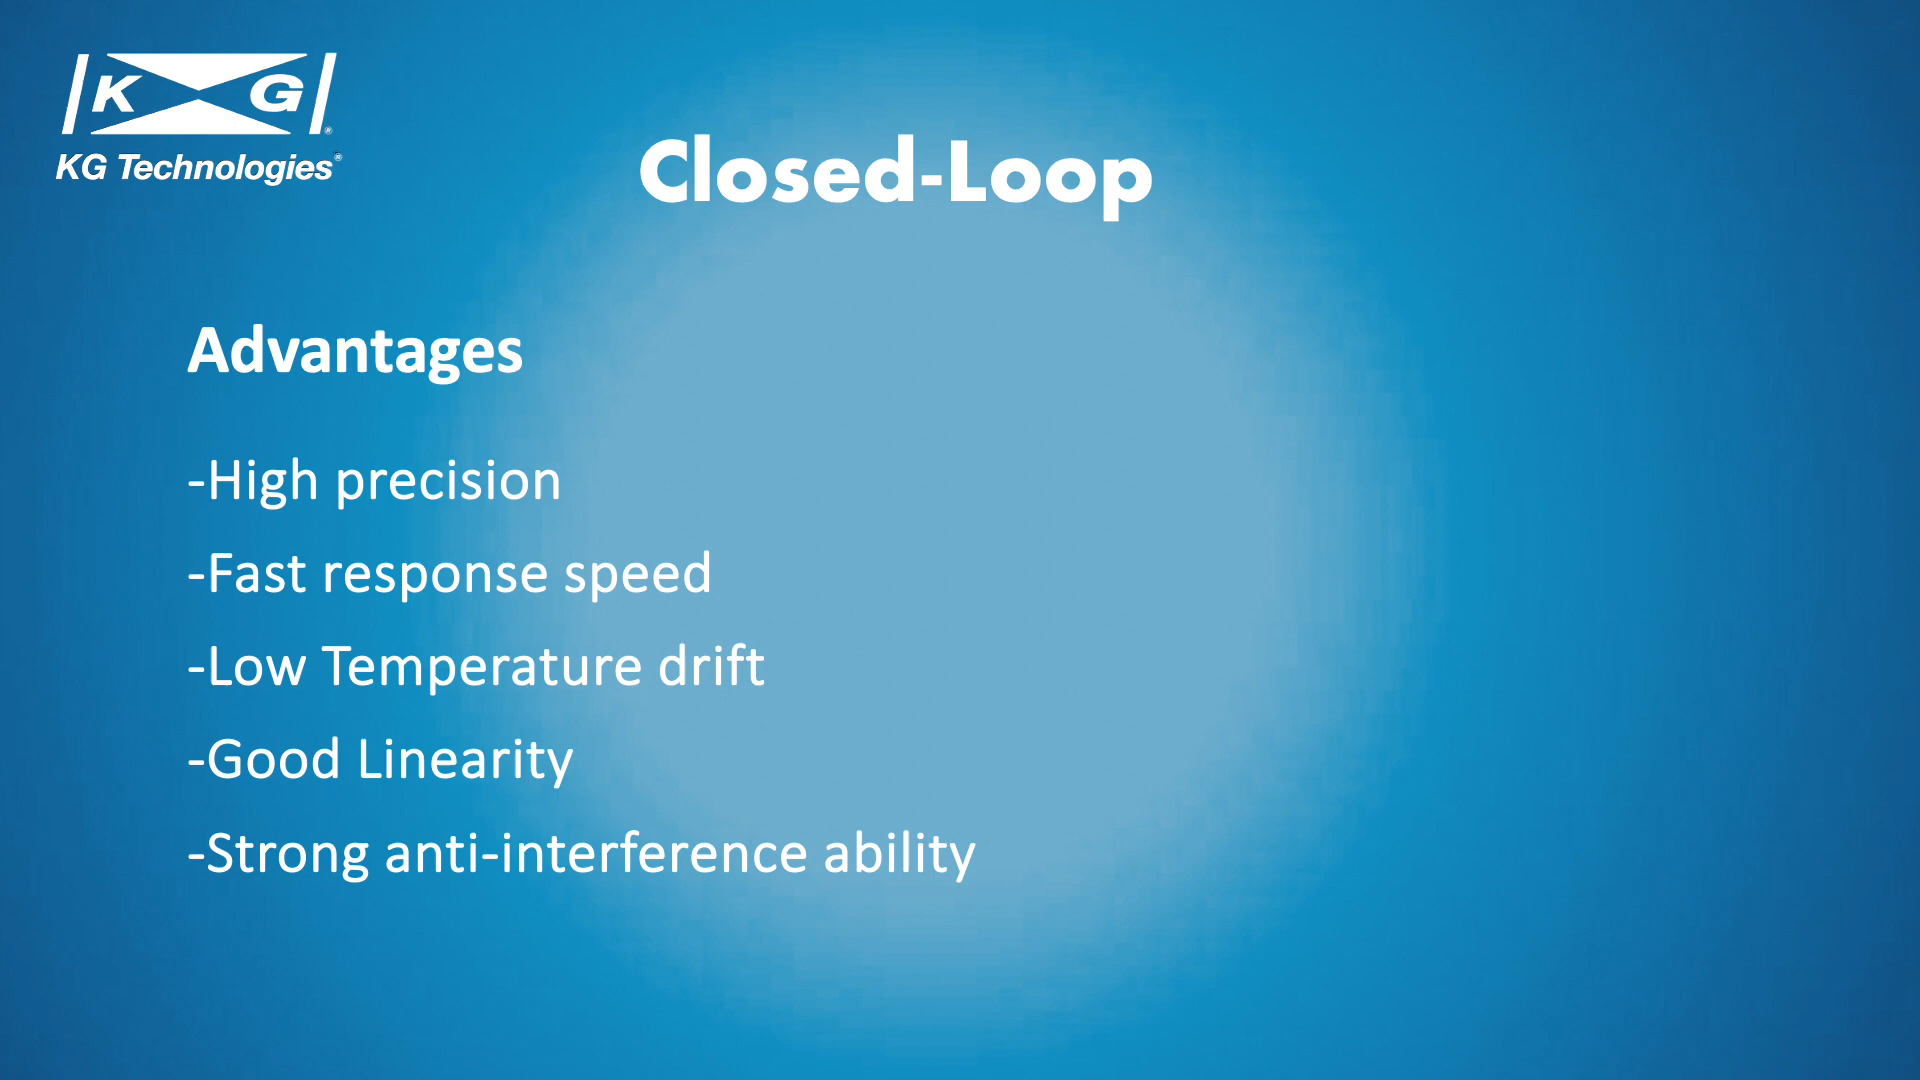 K G ®
KG Technologies®
Closed-Loop
Advantages
-High precision
-Fast response speed
-Low Temperature drift
-Good Linearity
-Strong anti-interference ability